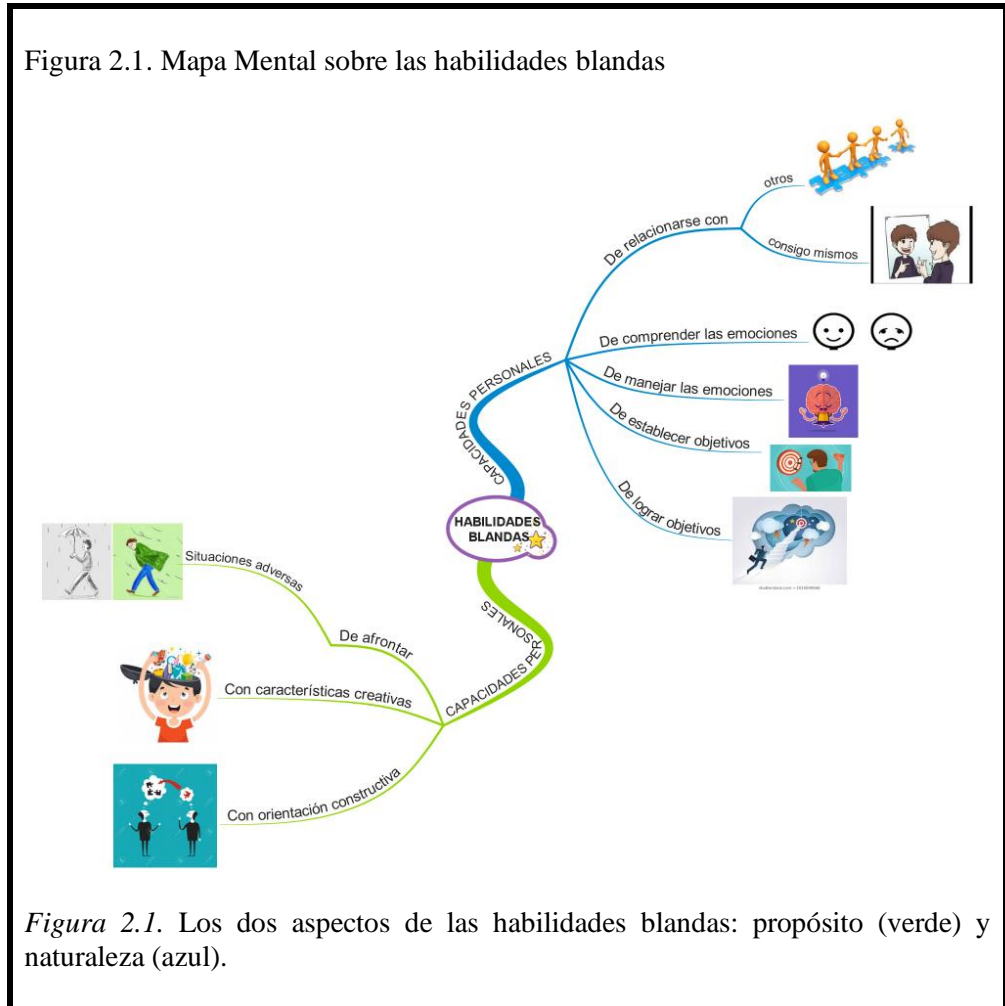 Figura 2.1. Mapa Mental sobre las habilidades blandas
otros
De relacionarse con
consigo mismos
De comprender las emociones
CAPACIDADES PERSONALES
De manejar las emociones
De establecer objetivos
De lograr objetivos
HABILIDADES
BLANDAS
Situaciones adversas
De afrontar
CAPACIDADES PERSONALES
Con características creativas
Con orientación constructiva
Figura 2.1. Los dos aspectos de las habilidades blandas: propósito (verde) y
naturaleza (azul).